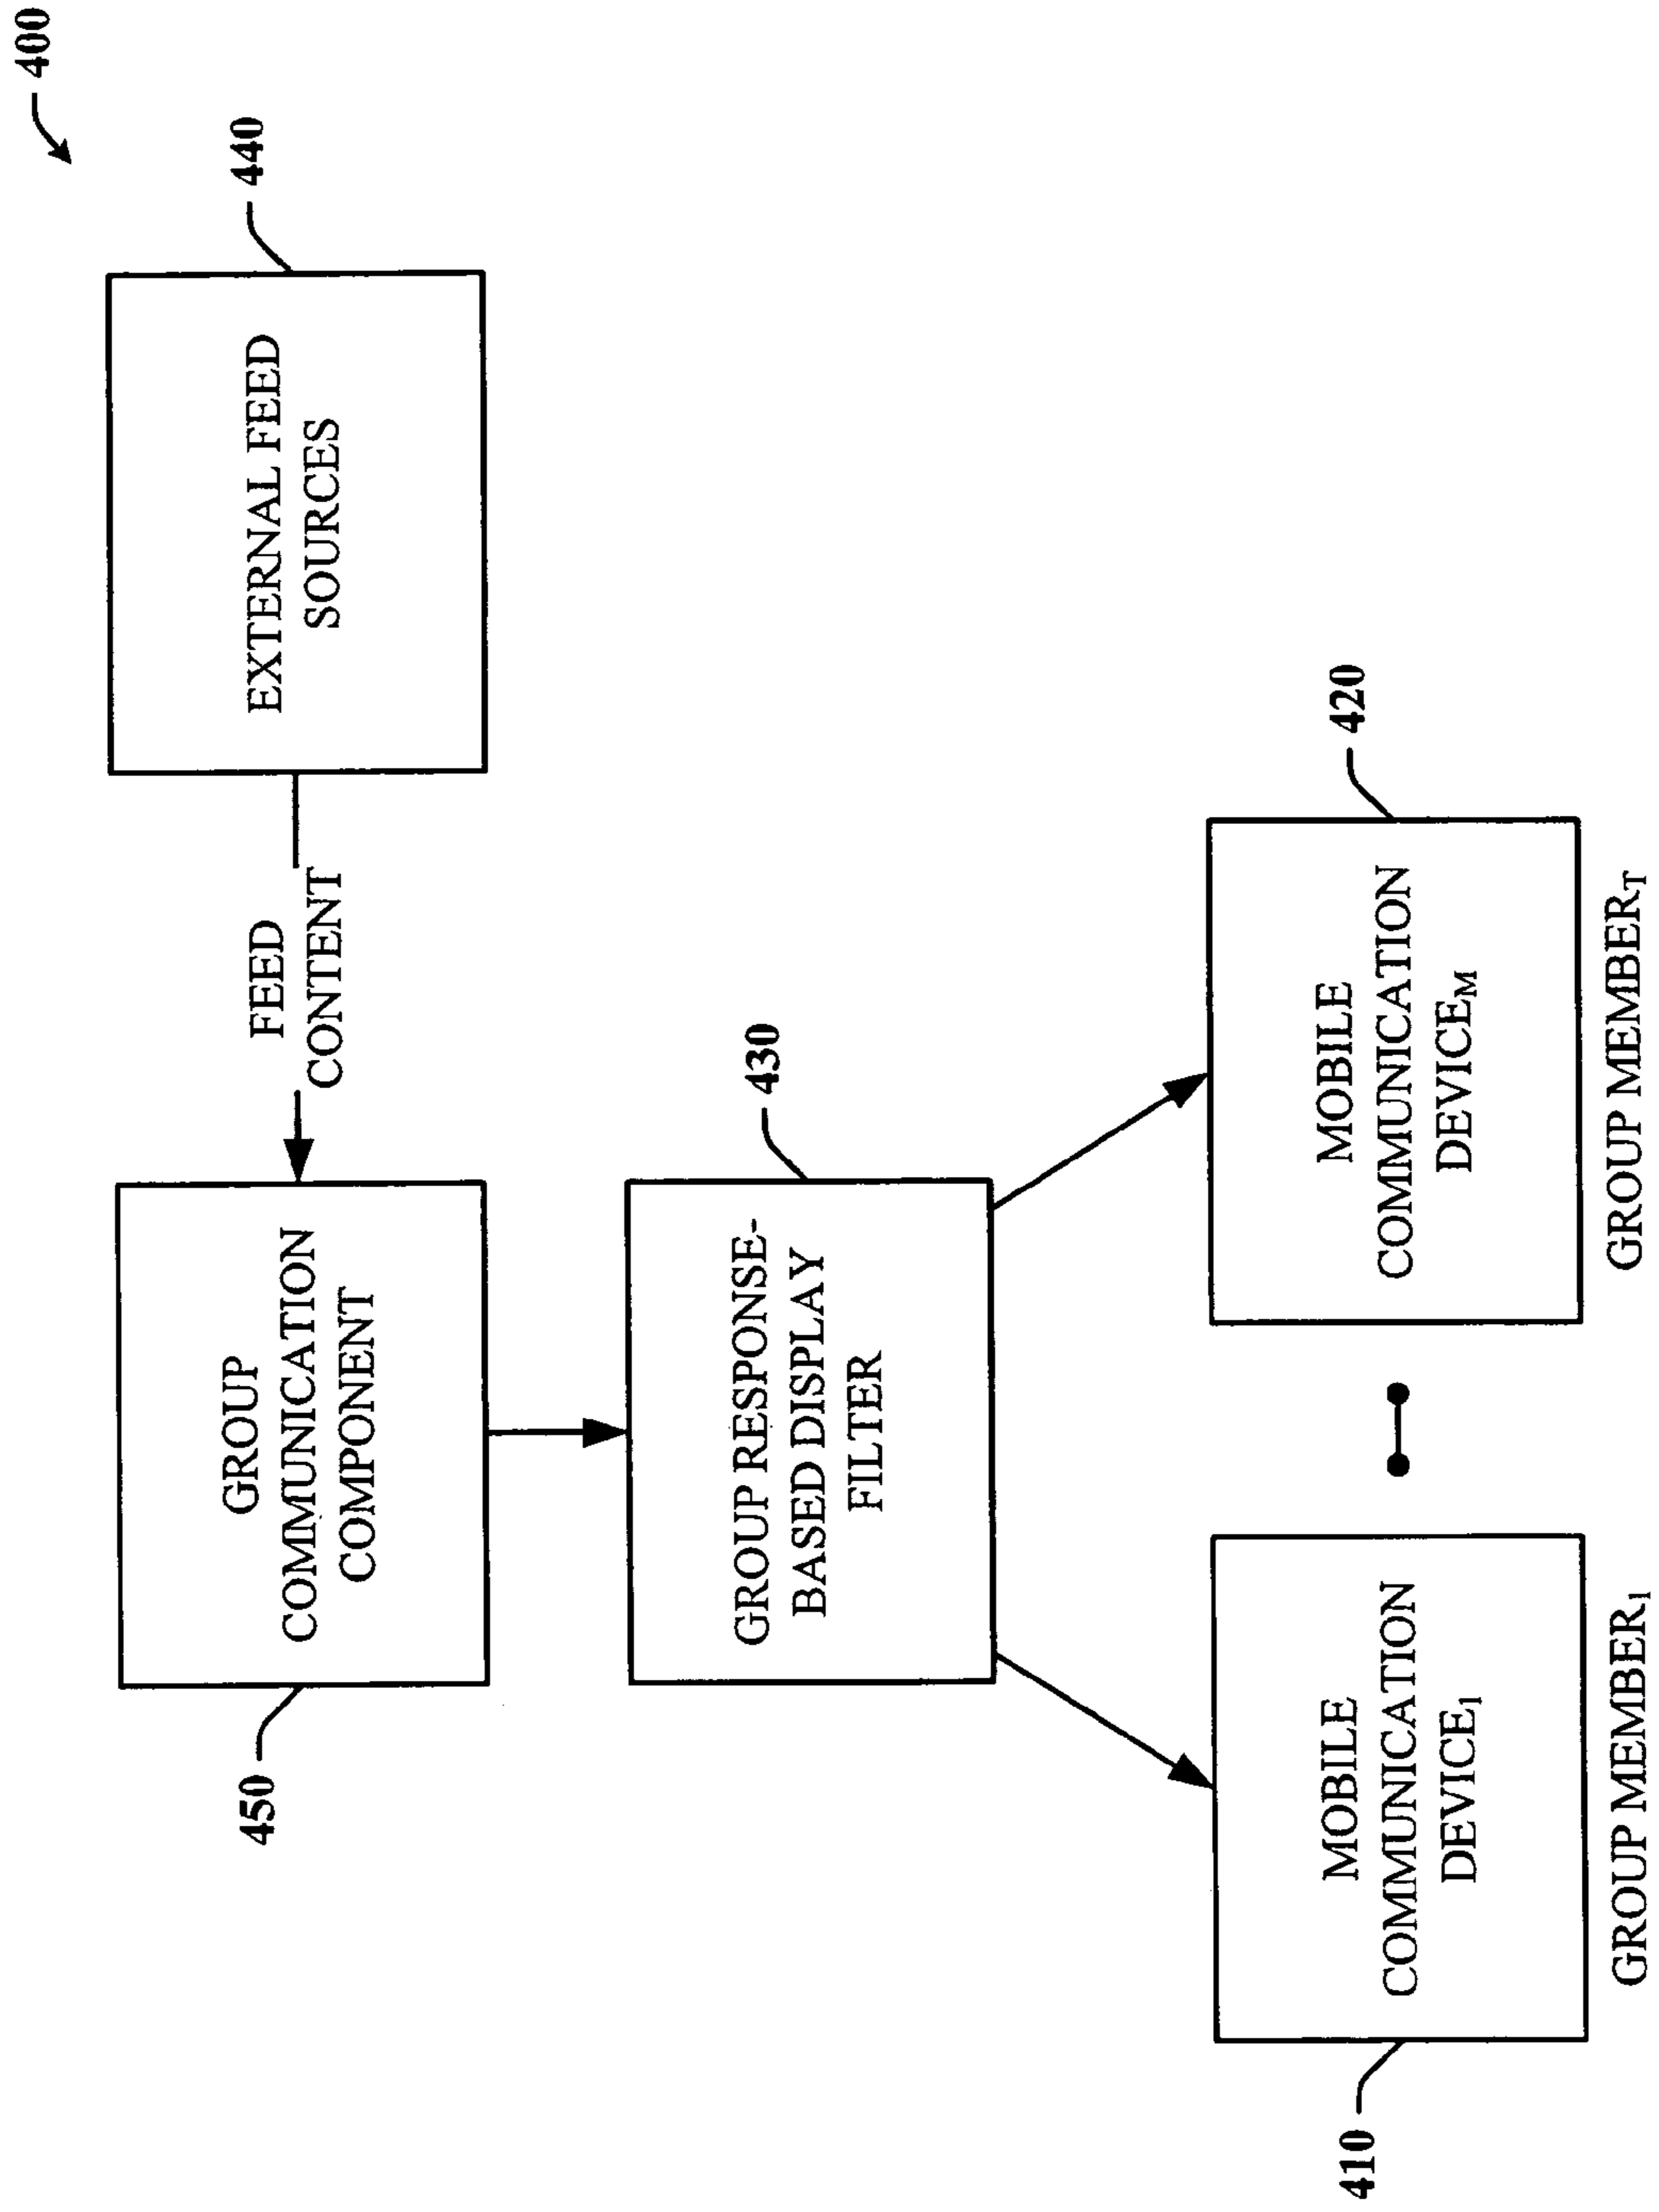 400
440
EXTERNAL FEED
SOURCES
FEED
CONTENT
450
GROUP
COMMUNICATION
COMPONENT
430
GROUP RESPONSE-
BASED DISPLAY
FILTER
410
MOBILE
COMMUNICATION
DEVICE1
GROUP MEMBER1
420
MOBILE
COMMUNICATION
DEVICEM
GROUP MEMBERT